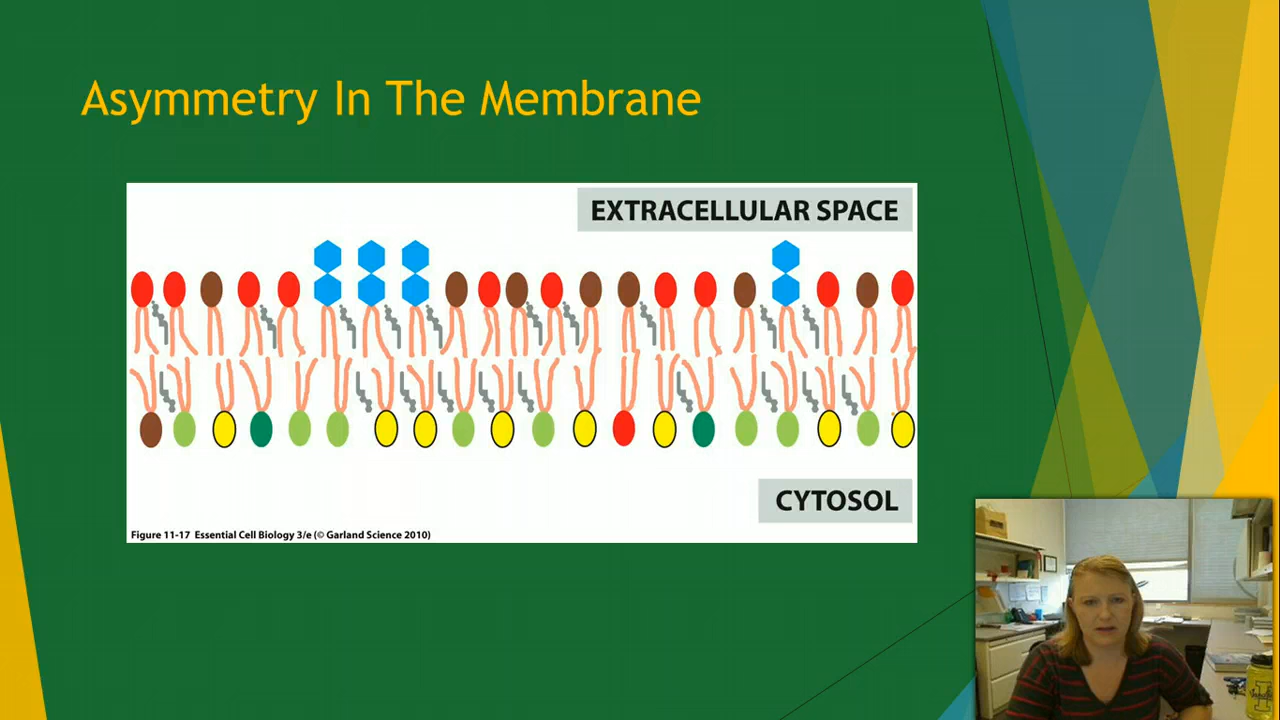 Asymmetry In The Membrane
EXTRACELLULAR SPACE
CYTOSOL
Figure 11-17 Essential Cell Biology 3/e (© Garland Science 2010)